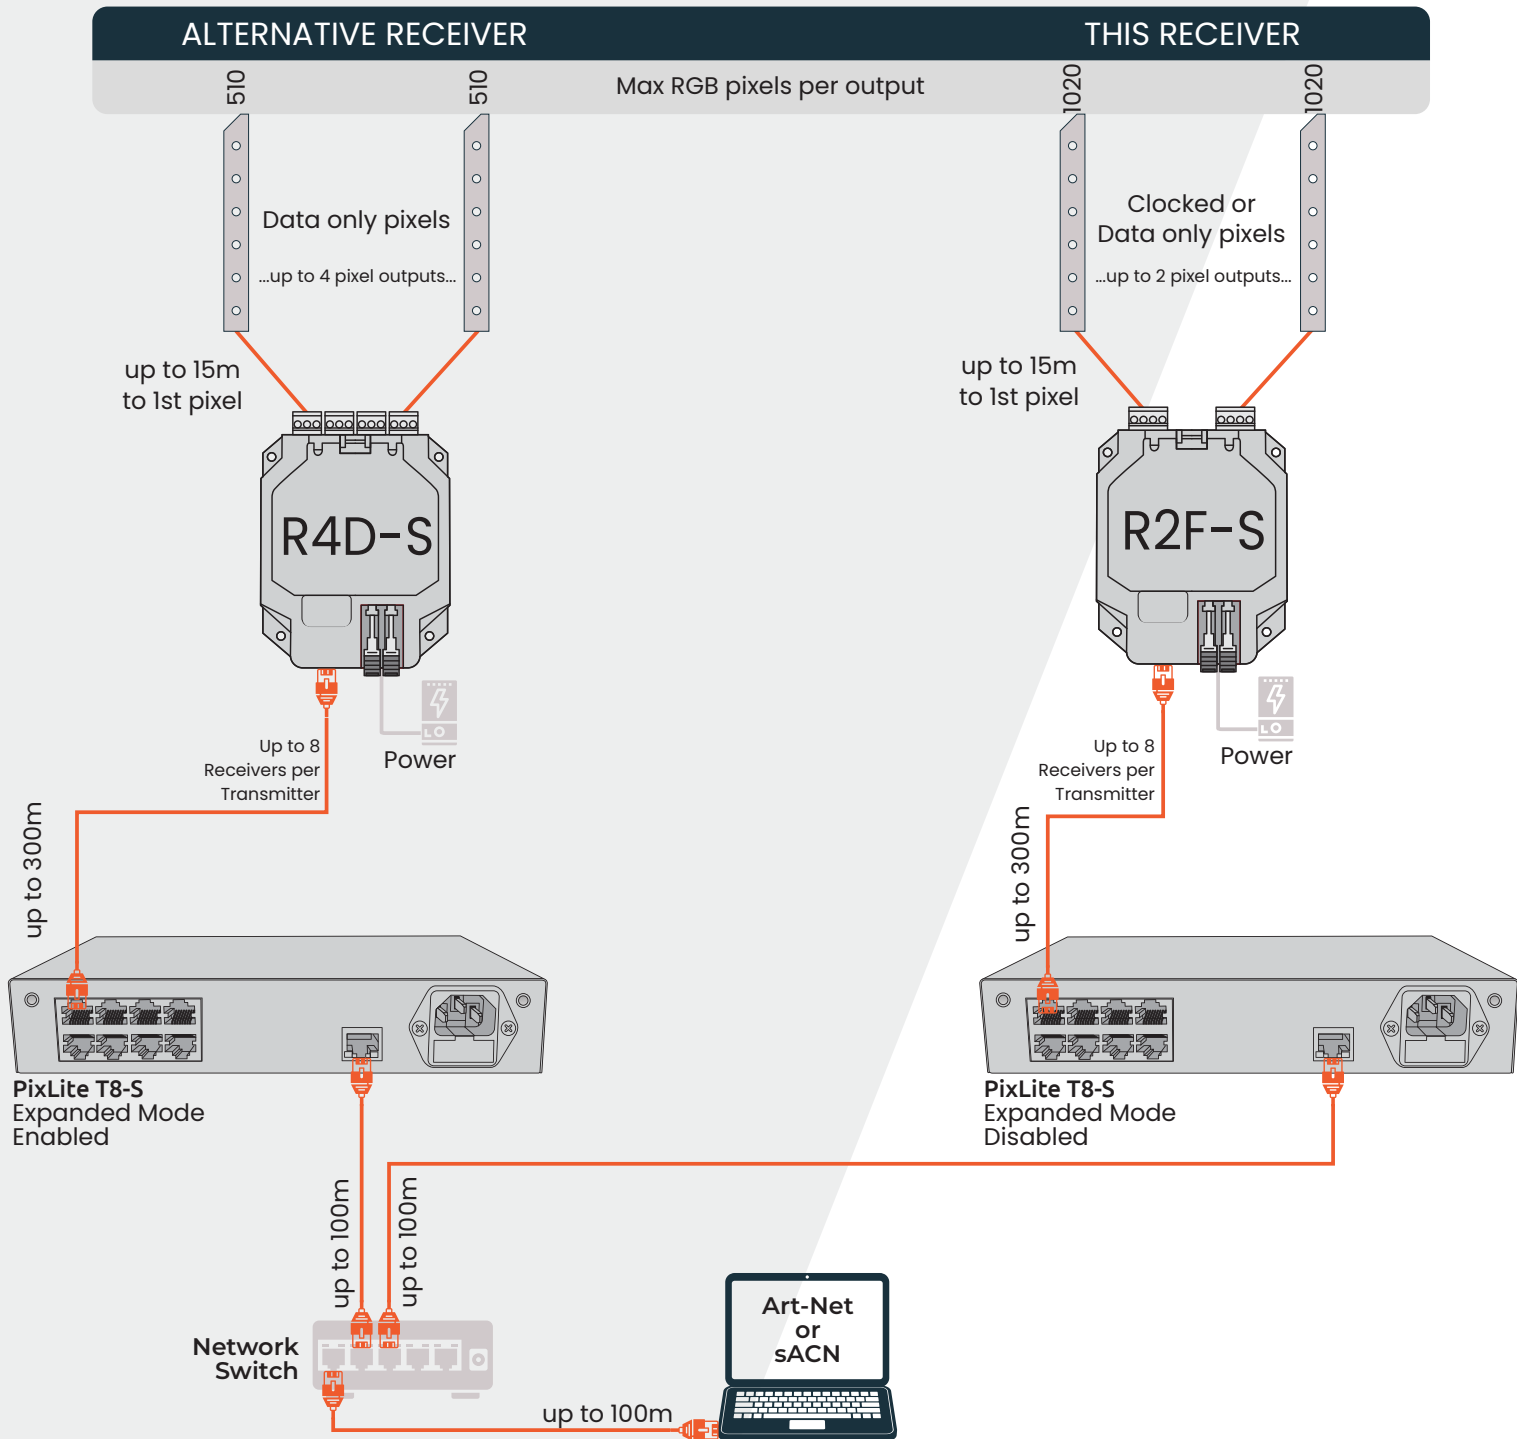 ALTERNATIVE RECEIVER
THIS RECEIVER
510
510
Max RGB pixels per output
1020
1020
Data only pixels
...up to 4 pixel outputs...
Clocked or
Data only pixels
...up to 2 pixel outputs...
up to 15m
to 1st pixel
up to 15m
to 1st pixel
R4D-S
R2F-S
LO
Power
LO
Power
Up to 8
Receivers per
Transmitter
Up to 8
Receivers per
Transmitter
up to 300m
up to 300m
PixLite T8-S
Expanded Mode
Enabled
PixLite T8-S
Expanded Mode
Disabled
up to 100m
up to 100m
Network
Switch
Art-Net
or
sACN
up to 100m